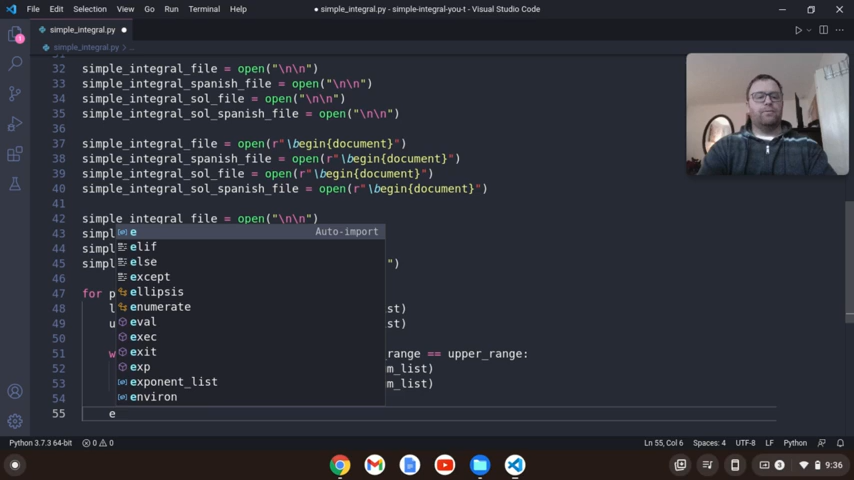 File Edit Selection View Go Run Terminal Help
● simple_integral.py - simple-integral-you-t - Visual Studio Code
simple_integral.py ●
simple_integral.py > ...
32 simple_integral_file = open("\n\n")
33 simple_integral_spanish_file = open("\n\n")
34 simple_integral_sol_file = open("\n\n")
35 simple_integral_sol_spanish_file = open("\n\n")
36
37 simple_integral_file = open(r"\begin{document}")
38 simple_integral_spanish_file = open(r"\begin{document}")
39 simple_integral_sol_file = open(r"\begin{document}")
40 simple_integral_sol_spanish_file = open(r"\begin{document}")
41
42 simple_integral_file = open("\n\n")
43 simpl
44 simpl
45 simpl ")
46
47 for p
48 l st)
49 u st)
50
51 w _range == upper_range:
52 m_list)
53 m_list)
54
55 e
e Auto-import
elif
else
except
ellipsis
enumerate
eval
exec
exit
exp
exponent_list
environ
Python 3.7.3 64-bit 0 0 Ln 55, Col 6 Spaces: 4 UTF-8 LF Python
3 9:36